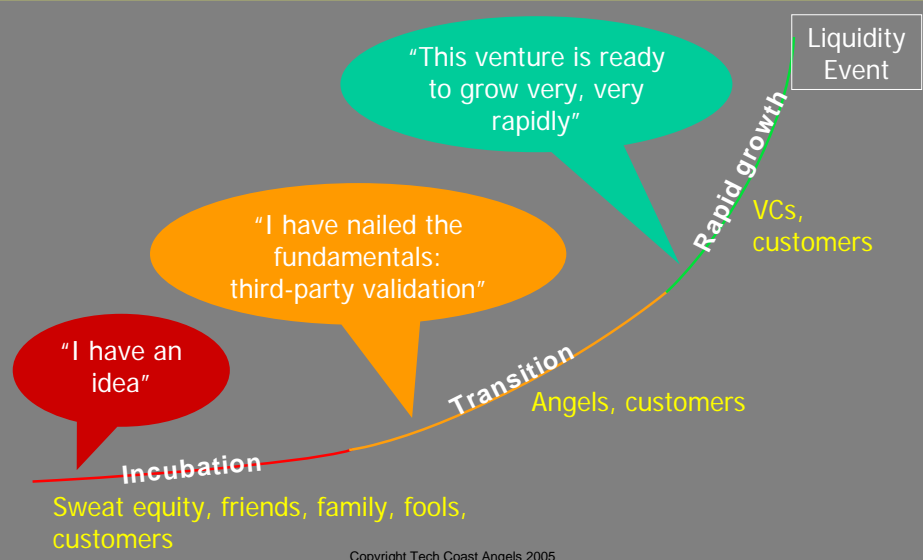 Liquidity
Event
“This venture is ready
to grow very, very
rapidly”
Rapid growth
VCs,
customers
“I have nailed the
fundamentals:
third-party validation”
“I have an
idea”
Transition
Angels, customers
Incubation
Sweat equity, friends, family, fools,
customers
Copyright Tech Coast Angels 2005